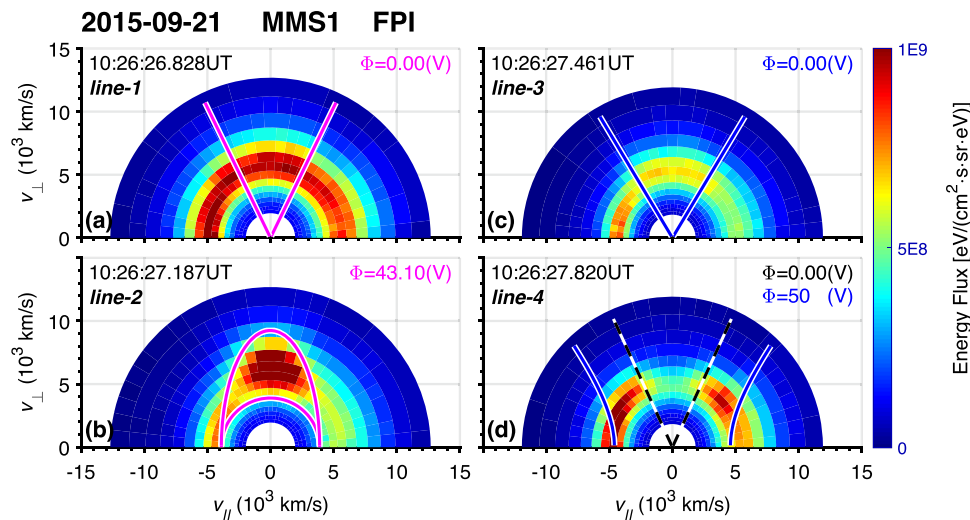 2015-09-21 MMS1 FPI
15
10
5
0
v⊥ (10³ km/s)
10:26:26.828UT
line-1
Φ=0.00(V)
(a)
10:26:27.461UT
line-3
Φ=0.00(V)
(c)
15
10
5
0
v⊥ (10³ km/s)
10:26:27.187UT
line-2
Φ=43.10(V)
(b)
10:26:27.820UT
line-4
Φ=0.00(V)
Φ=50 (V)
(d)
-15 -10 -5 0 5 10 15
v// (10³ km/s)
-10 -5 0 5 10 15
v// (10³ km/s)
1E9
5E8
0
Energy Flux [eV/(cm²·s·sr·eV)]